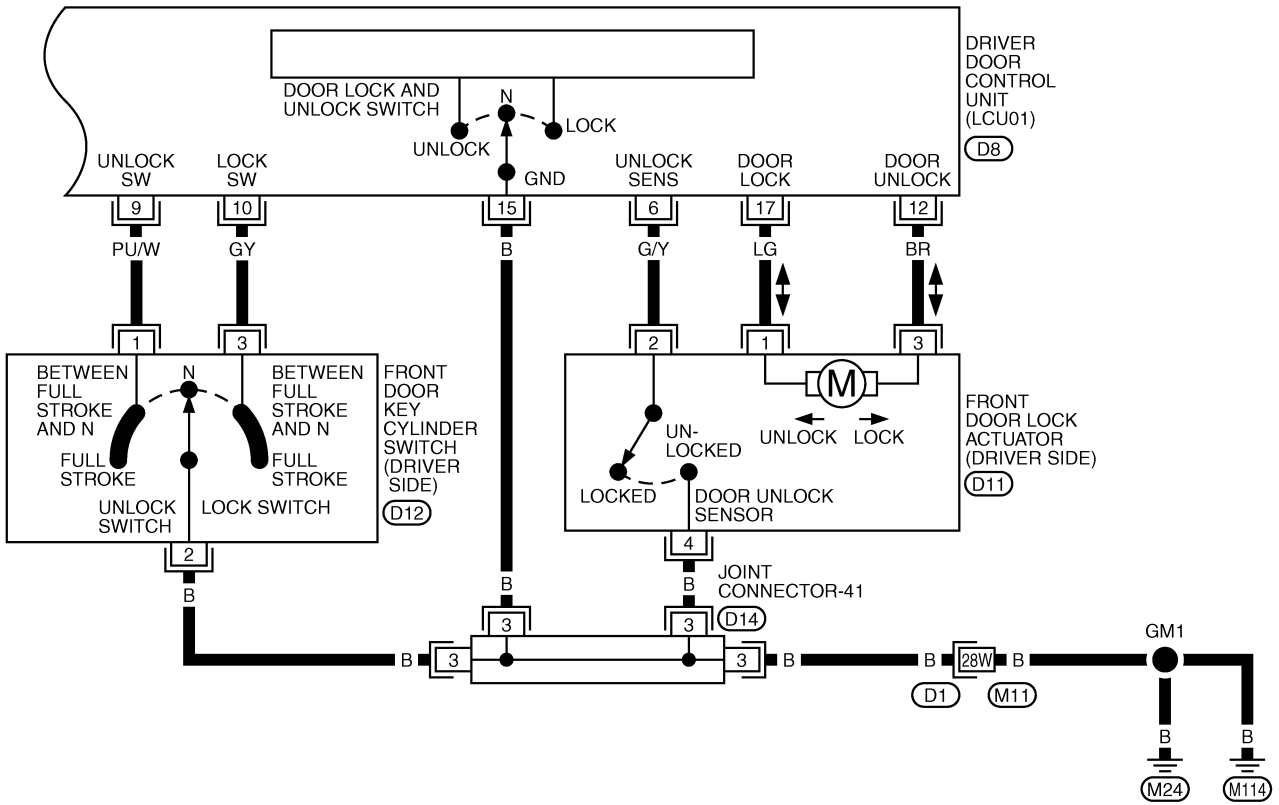 DRIVER
DOOR
CONTROL
UNIT
(LCU01)
D8
DOOR LOCK AND
UNLOCK SWITCH
N
UNLOCK
LOCK
UNLOCK
SW
LOCK
SW
GND
UNLOCK
SENS
DOOR
LOCK
DOOR
UNLOCK
9
10
15
6
17
12
PU/W
GY
B
G/Y
LG
BR
1
3
2
1
3
BETWEEN
FULL
STROKE
AND N
N
BETWEEN
FULL
STROKE
AND N
FULL
STROKE
FULL
STROKE
UNLOCK
SWITCH
LOCK SWITCH
FRONT
DOOR
KEY
CYLINDER
SWITCH
(DRIVER
SIDE)
D12
M
UNLOCK
LOCK
UN-
LOCKED
LOCKED
DOOR UNLOCK
SENSOR
FRONT
DOOR LOCK
ACTUATOR
(DRIVER SIDE)
D11
2
4
B
B
B
JOINT
CONNECTOR-41
D14
3
3
B
3
3
B
B
28W
B
D1
M11
GM1
B
B
M24
M114